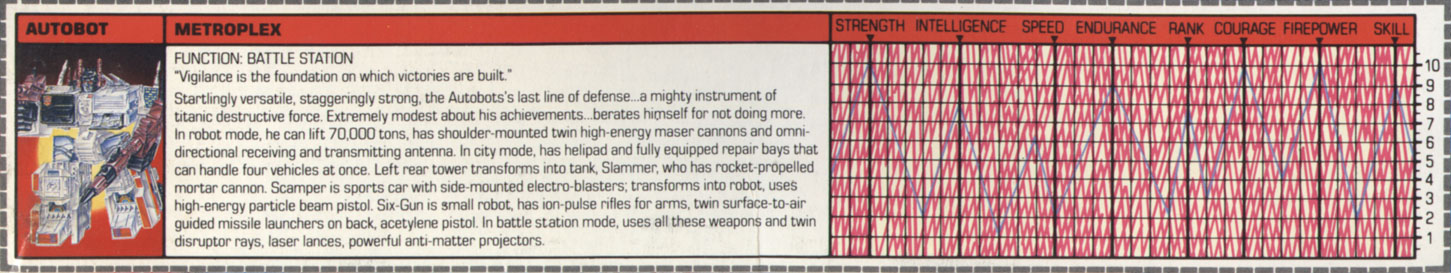 AUTOBOT
METROPLEX
FUNCTION: BATTLE STATION
"Vigilance is the foundation on which victories are built."
Startlingly versatile, staggeringly strong, the Autobots's last line of defense...a mighty instrument of
titanic destructive force. Extremely modest about his achievements...berates himself for not doing more.
In robot mode, he can lift 70,000 tons, has shoulder-mounted twin high-energy maser cannons and omni-
directional receiving and transmitting antenna. In city mode, has helipad and fully equipped repair bays that
can handle four vehicles at once. Left rear tower transforms into tank, Slammer, who has rocket-propelled
mortar cannon. Scamper is sports car with side-mounted electro-blasters; transforms into robot, uses
high-energy particle beam pistol. Six-Gun is small robot, has ion-pulse rifles for arms, twin surface-to-air
guided missile launchers on back, acetylene pistol. In battle station mode, uses all these weapons and twin
disruptor rays, laser lances, powerful anti-matter projectors.
STRENGTH INTELLIGENCE SPEED ENDURANCE RANK COURAGE FIREPOWER SKILL
10
9
8
7
6
5
4
3
2
1